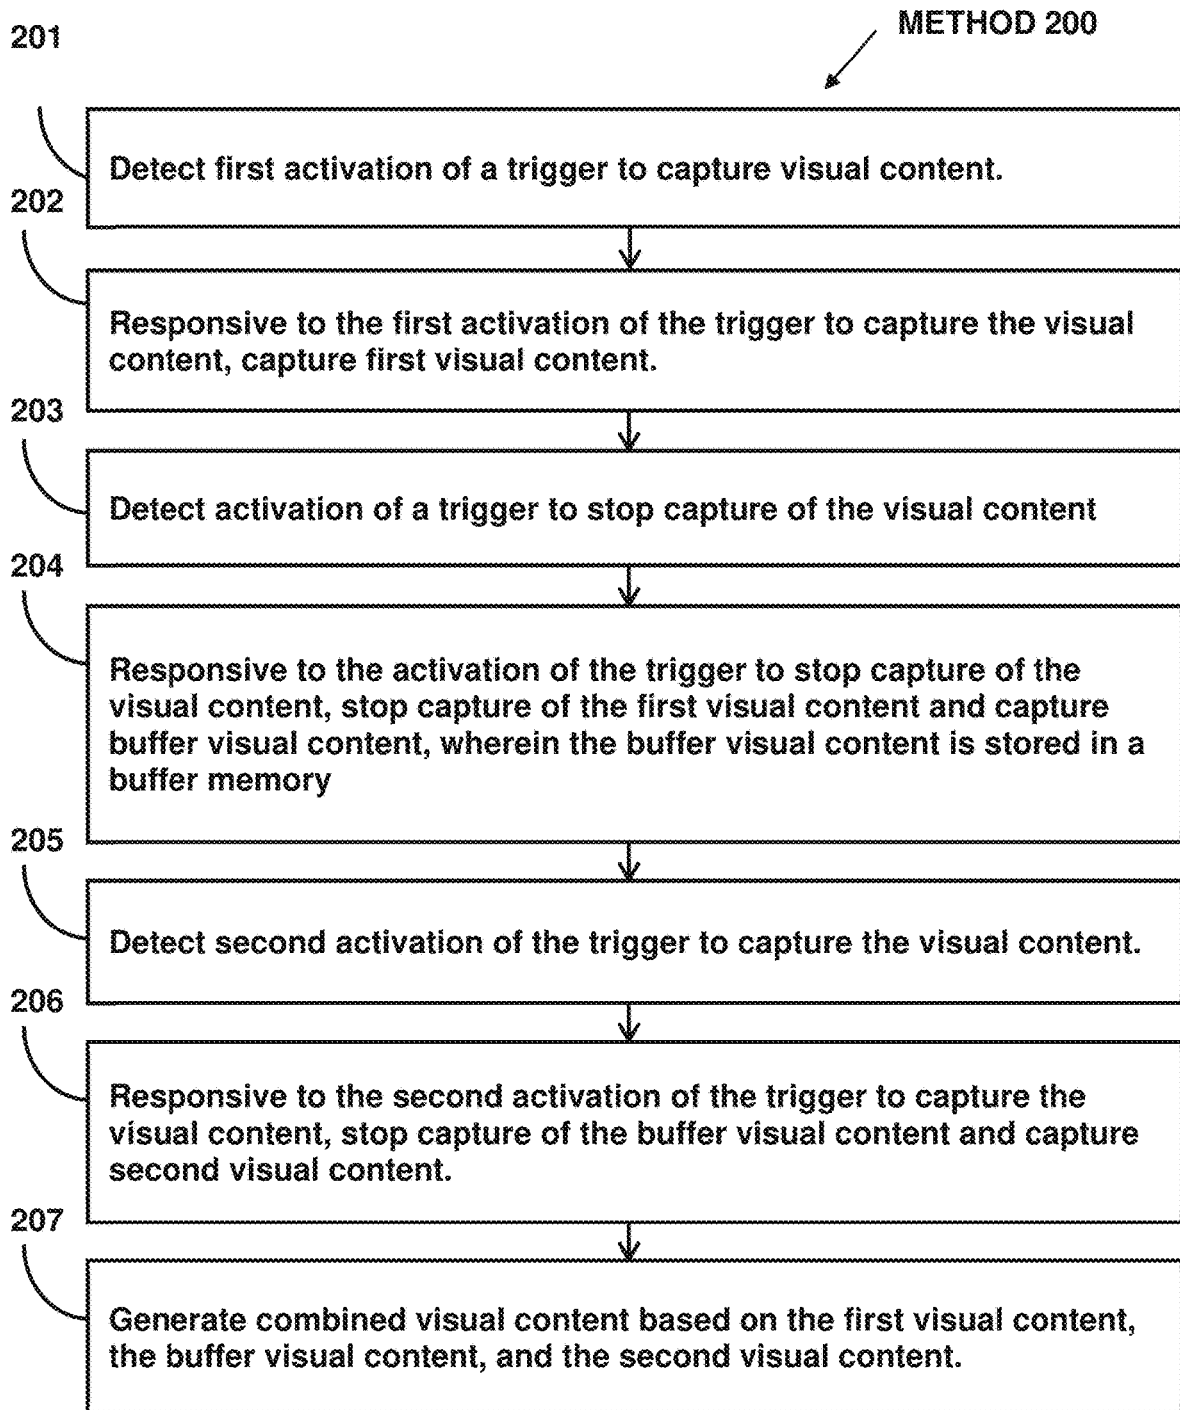 METHOD 200
201
Detect first activation of a trigger to capture visual content.
202
Responsive to the first activation of the trigger to capture the visual
content, capture first visual content.
203
Detect activation of a trigger to stop capture of the visual content
204
Responsive to the activation of the trigger to stop capture of the
visual content, stop capture of the first visual content and capture
buffer visual content, wherein the buffer visual content is stored in a
buffer memory
205
Detect second activation of the trigger to capture the visual content.
206
Responsive to the second activation of the trigger to capture the
visual content, stop capture of the buffer visual content and capture
second visual content.
207
Generate combined visual content based on the first visual content,
the buffer visual content, and the second visual content.